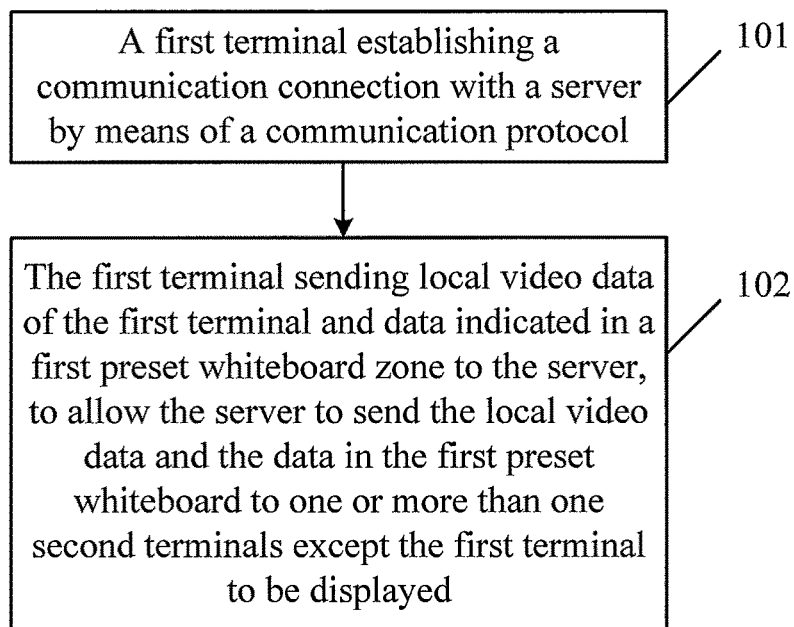 A first terminal establishing a
communication connection with a server
by means of a communication protocol
101
The first terminal sending local video data
of the first terminal and data indicated in a
first preset whiteboard zone to the server,
to allow the server to send the local video
data and the data in the first preset
whiteboard to one or more than one
second terminals except the first terminal
to be displayed
102